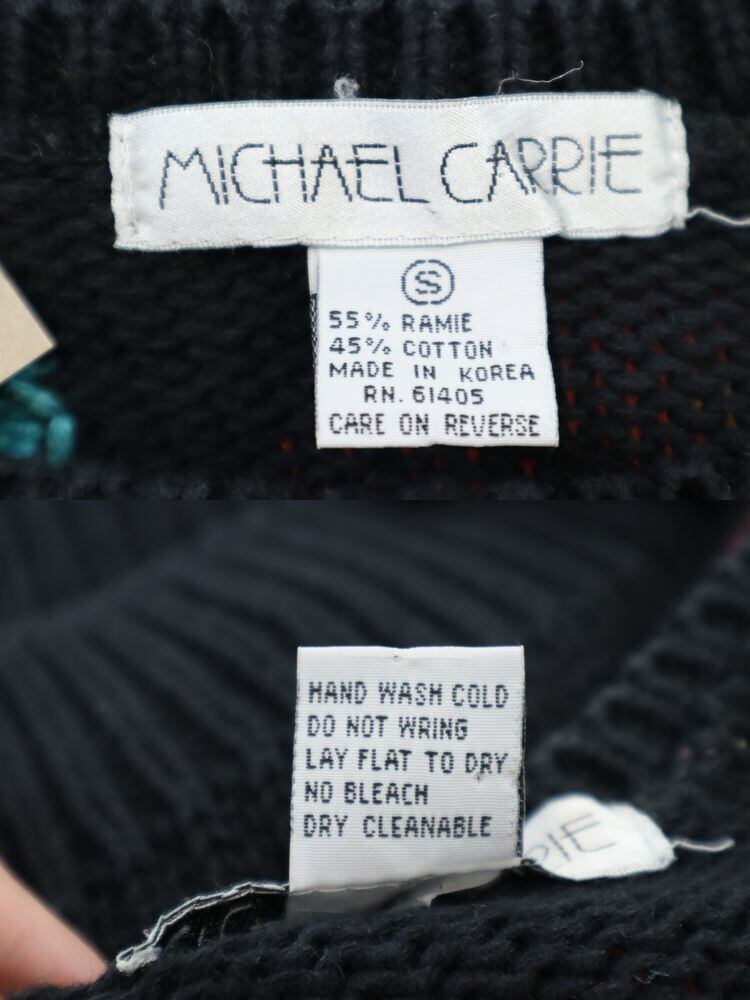 MICHAEL CARRIE
S
55% RAMIE
45% COTTON
MADE IN KOREA
RN. 61405
CARE ON REVERSE
HAND WASH COLD
DO NOT WRING
LAY FLAT TO DRY
NO BLEACH
DRY CLEANABLE
RIE